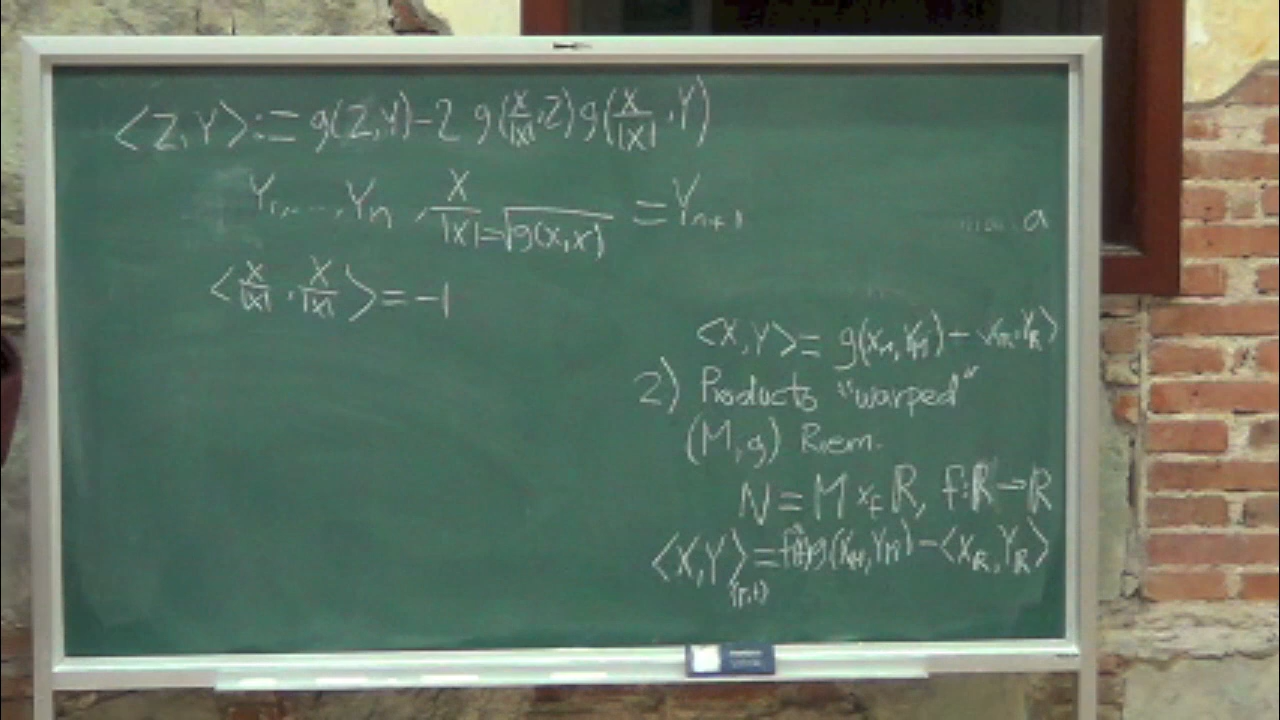 ⟨Z,Y⟩ := g(Z,Y) - 2 g(X/|X|, Z) g(X/|X|, Y)
Y₁, ..., Yₙ, X/|X|=√g(X,X) = Yₙ₊₁
a
⟨X/|X|, X/|X|⟩ = -1
⟨X,Y⟩ = g(X_M, Y_M) - ⟨X_R, Y_R⟩
2) Products "warped"
(M,g) Riem.
N = M ×_f ℝ, f: ℝ → ℝ
⟨X,Y⟩_(p,t) = f²(t) g(X_M, Y_M) - ⟨X_R, Y_R⟩